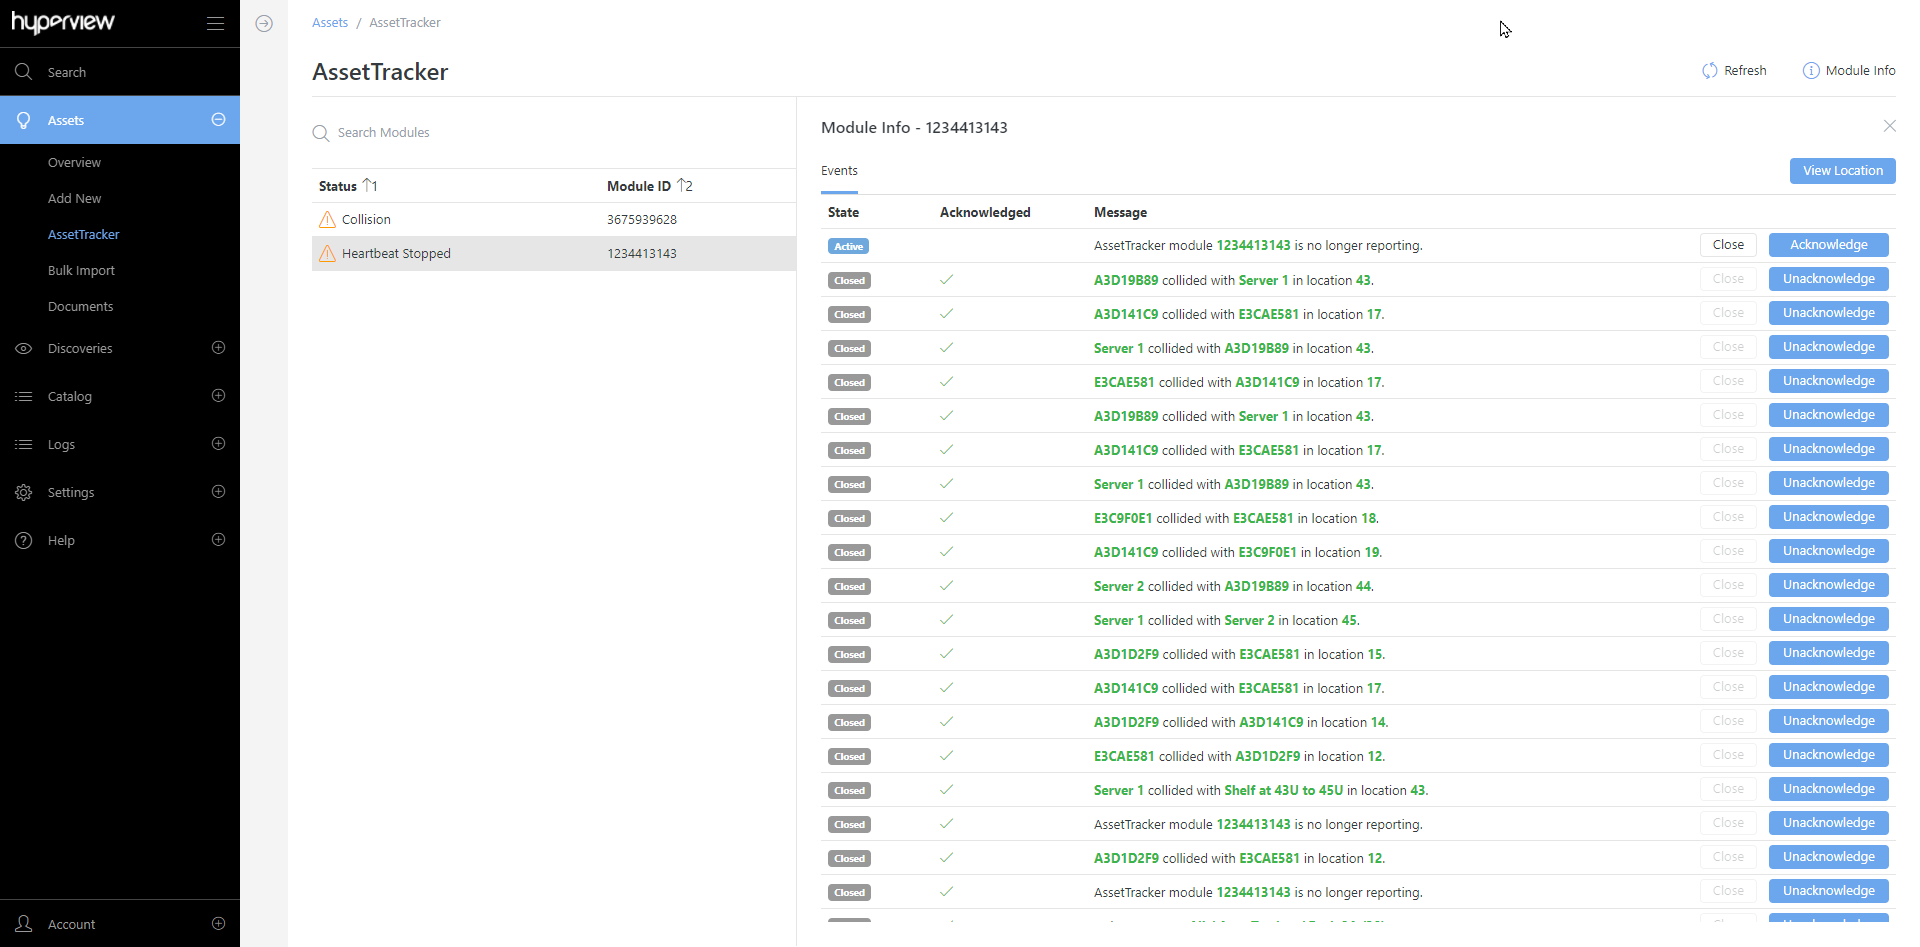 hyperview
Search
Assets
Overview
Add New
AssetTracker
Bulk Import
Documents
Discoveries
Catalog
Logs
Settings
Help
Account
Assets / AssetTracker
AssetTracker
Refresh
Module Info
Search Modules
Status 1 Module ID 2
Collision 3675939628
Heartbeat Stopped 1234413143
Module Info - 1234413143
Events
View Location
State Acknowledged Message
Active AssetTracker module 1234413143 is no longer reporting. Close Acknowledge
Closed A3D19B89 collided with Server 1 in location 43. Close Unacknowledge
Closed A3D141C9 collided with E3CAE581 in location 17. Close Unacknowledge
Closed Server 1 collided with A3D19B89 in location 43. Close Unacknowledge
Closed E3CAE581 collided with A3D141C9 in location 17. Close Unacknowledge
Closed A3D19B89 collided with Server 1 in location 43. Close Unacknowledge
Closed A3D141C9 collided with E3CAE581 in location 17. Close Unacknowledge
Closed Server 1 collided with A3D19B89 in location 43. Close Unacknowledge
Closed E3C9F0E1 collided with E3CAE581 in location 18. Close Unacknowledge
Closed A3D141C9 collided with E3C9F0E1 in location 19. Close Unacknowledge
Closed Server 2 collided with A3D19B89 in location 44. Close Unacknowledge
Closed Server 1 collided with Server 2 in location 45. Close Unacknowledge
Closed A3D1D2F9 collided with E3CAE581 in location 15. Close Unacknowledge
Closed A3D141C9 collided with E3CAE581 in location 17. Close Unacknowledge
Closed A3D1D2F9 collided with A3D141C9 in location 14. Close Unacknowledge
Closed E3CAE581 collided with A3D1D2F9 in location 12. Close Unacknowledge
Closed Server 1 collided with Shelf at 43U to 45U in location 43. Close Unacknowledge
Closed AssetTracker module 1234413143 is no longer reporting. Close Unacknowledge
Closed A3D1D2F9 collided with E3CAE581 in location 12. Close Unacknowledge
Closed AssetTracker module 1234413143 is no longer reporting. Close Unacknowledge